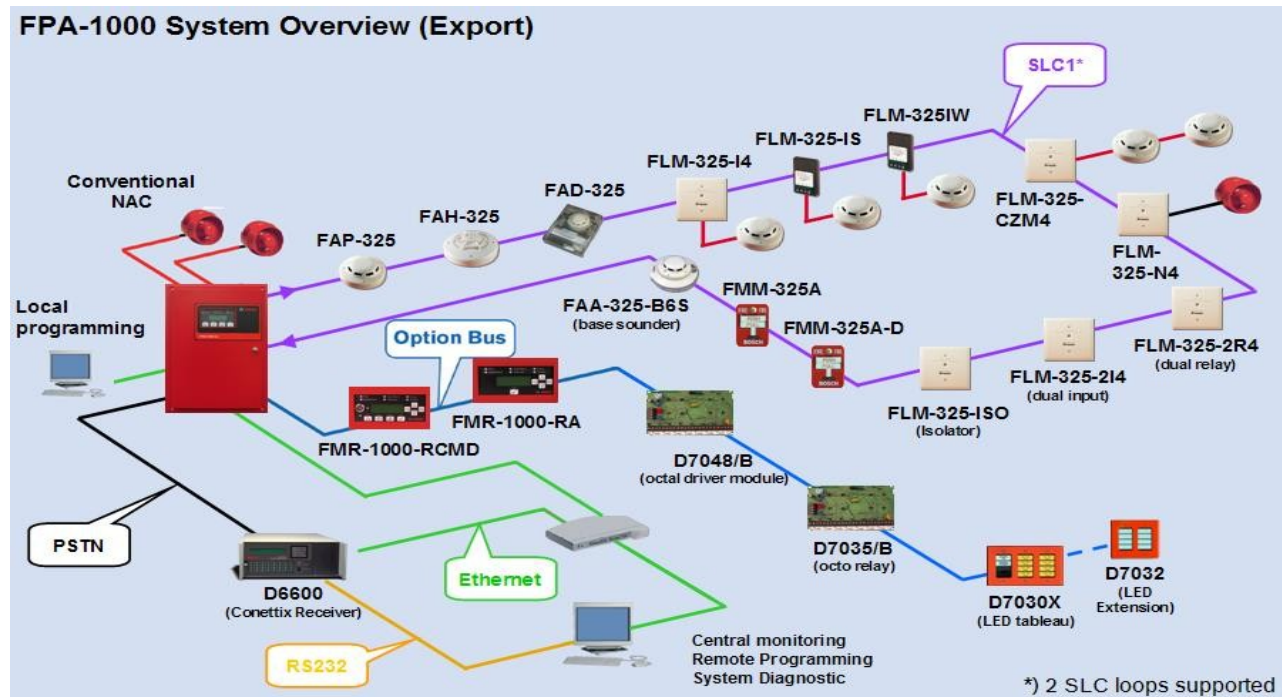 FPA-1000 System Overview (Export)
SLC1*
FLM-325IW
FLM-325-IS
FLM-325-I4
FAD-325
FAH-325
FAP-325
Conventional
NAC
FLM-325-
CZM4
FLM-
325-N4
FLM-325-2R4
(dual relay)
FLM-325-2I4
(dual input)
FLM-325-ISO
(Isolator)
FMM-325A-D
FMM-325A
BOSCH
BOSCH
FAA-325-B6S
(base sounder)
Local
programming
Option Bus
FMR-1000-RA
FMR-1000-RCMD
D7048/B
(octal driver module)
D7035/B
(octo relay)
D7030X
(LED tableau)
D7032
(LED
Extension)
PSTN
Ethernet
D6600
(Conettix Receiver)
RS232
Central monitoring
Remote Programming
System Diagnostic
*) 2 SLC loops supported